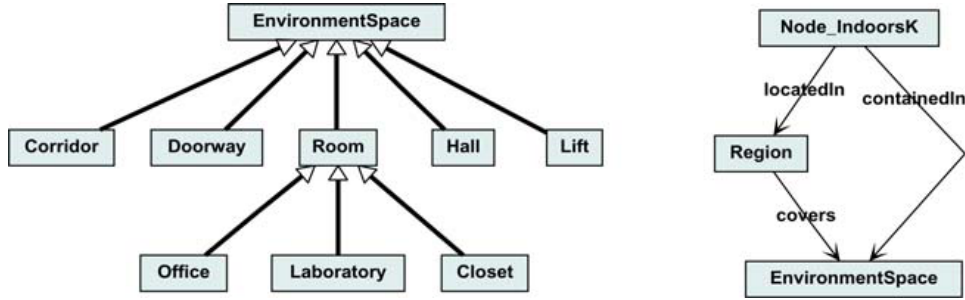 EnvironmentSpace
Corridor
Doorway
Room
Hall
Lift
Office
Laboratory
Closet
Node_IndoorsK
locatedIn
containedIn
Region
covers
EnvironmentSpace